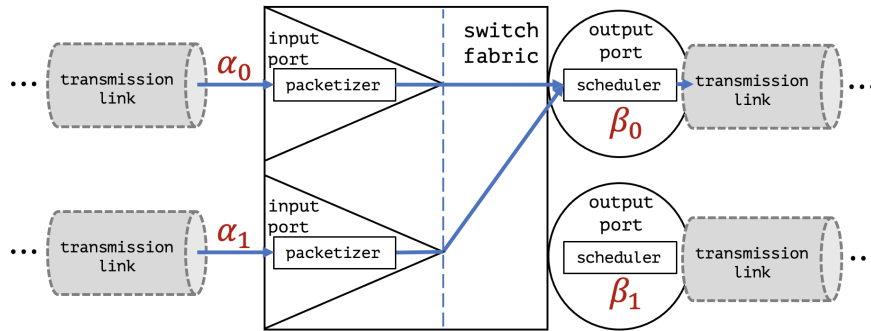 switch
fabric
input
port
packetizer
output
port
scheduler
β₀
transmission
link
α₀
transmission
link
...
...
input
port
packetizer
output
port
scheduler
β₁
transmission
link
α₁
transmission
link
...
...